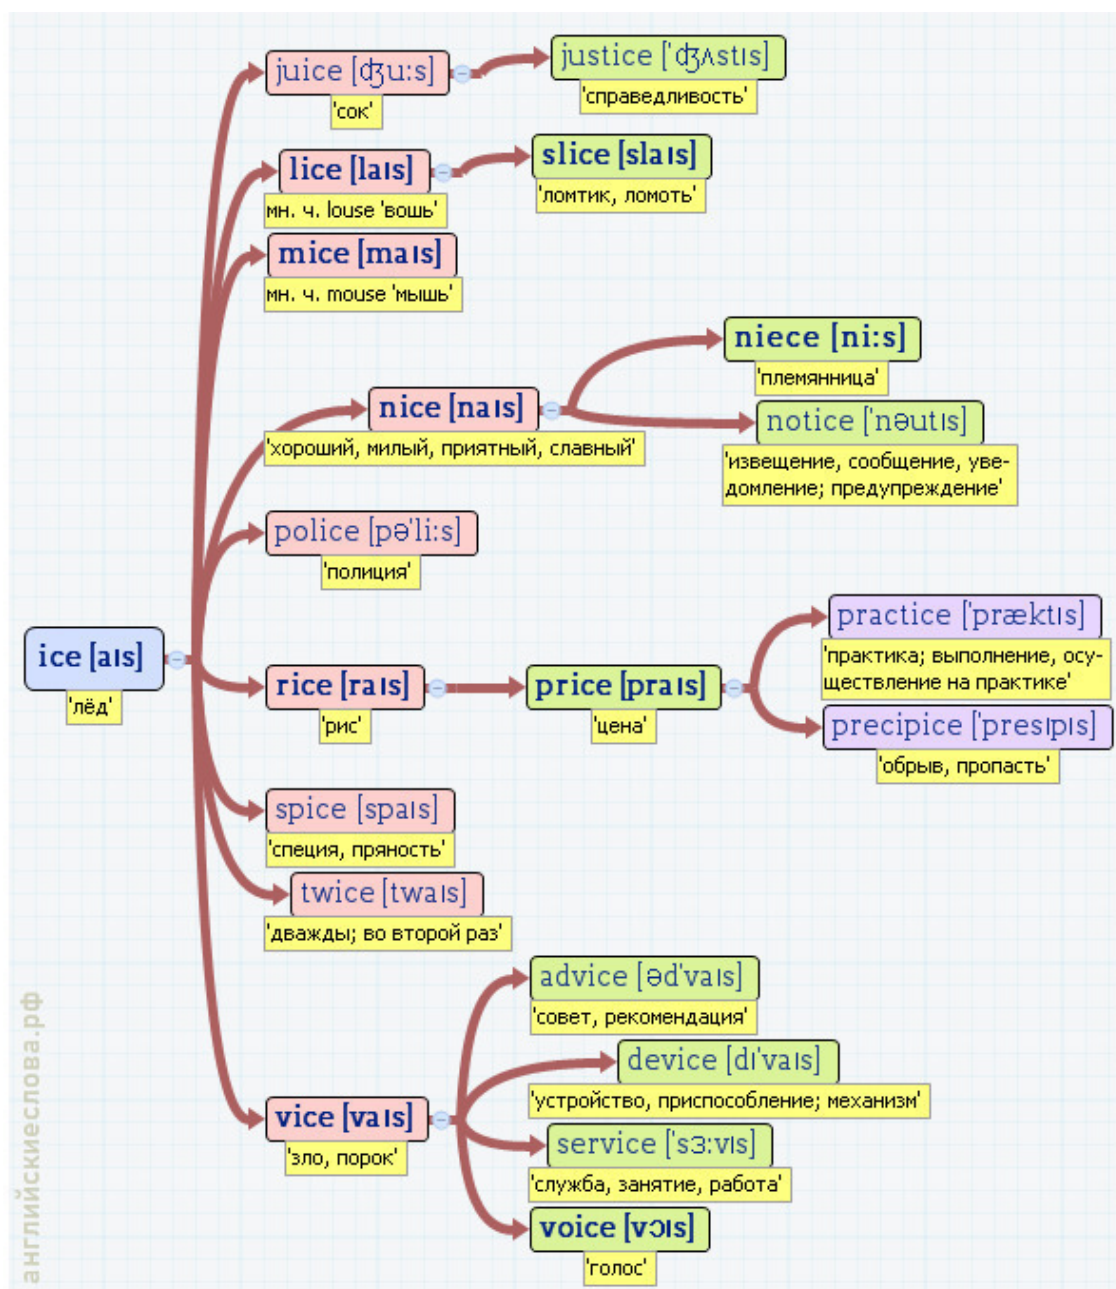 juice [ʤu:s]
'сок'
justice ['ʤʌstɪs]
'справедливость'
lice [laɪs]
мн. ч. louse 'вошь'
slice [slaɪs]
'ломтик, ломоть'
mice [maɪs]
мн. ч. mouse 'мышь'
nice [naɪs]
'хороший, милый, приятный, славный'
niece [ni:s]
'племянница'
notice ['nəutɪs]
'извещение, сообщение, уве-
домление; предупреждение'
police [pə'li:s]
'полиция'
ice [aɪs]
'лёд'
rice [raɪs]
'рис'
price [praɪs]
'цена'
practice ['præktɪs]
'практика; выполнение, осу-
ществление на практике'
precipice ['presɪpɪs]
'обрыв, пропасть'
spice [spaɪs]
'специя, пряность'
twice [twaɪs]
'дважды; во второй раз'
vice [vaɪs]
'зло, порок'
advice [əd'vaɪs]
'совет, рекомендация'
device [dɪ'vaɪs]
'устройство, приспособление; механизм'
service ['sɜ:vɪs]
'служба, занятие, работа'
voice [vɔɪs]
'голос'
английскиеслова.рф